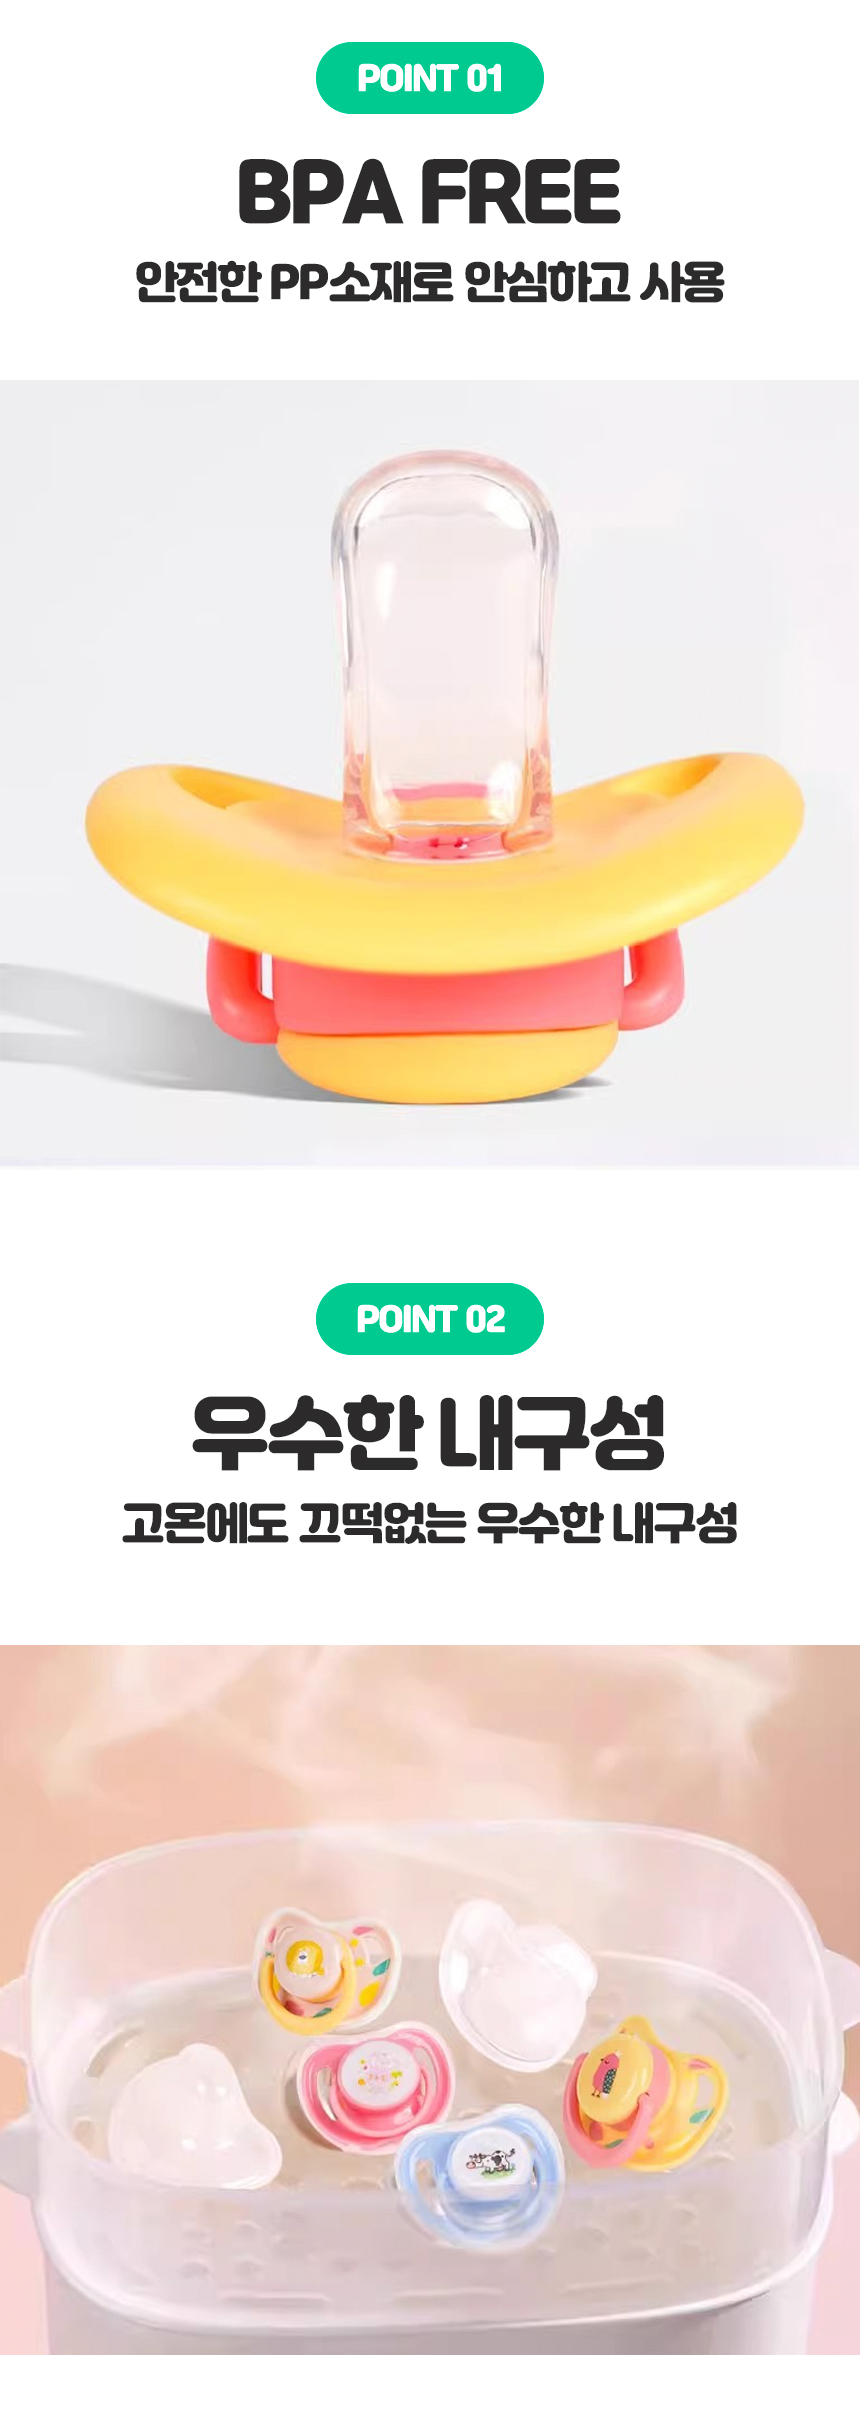 POINT 01
BPA FREE
안전한 PP소재로 안심하고 사용
POINT 02
우수한 내구성
고온에도 끄떡없는 우수한 내구성